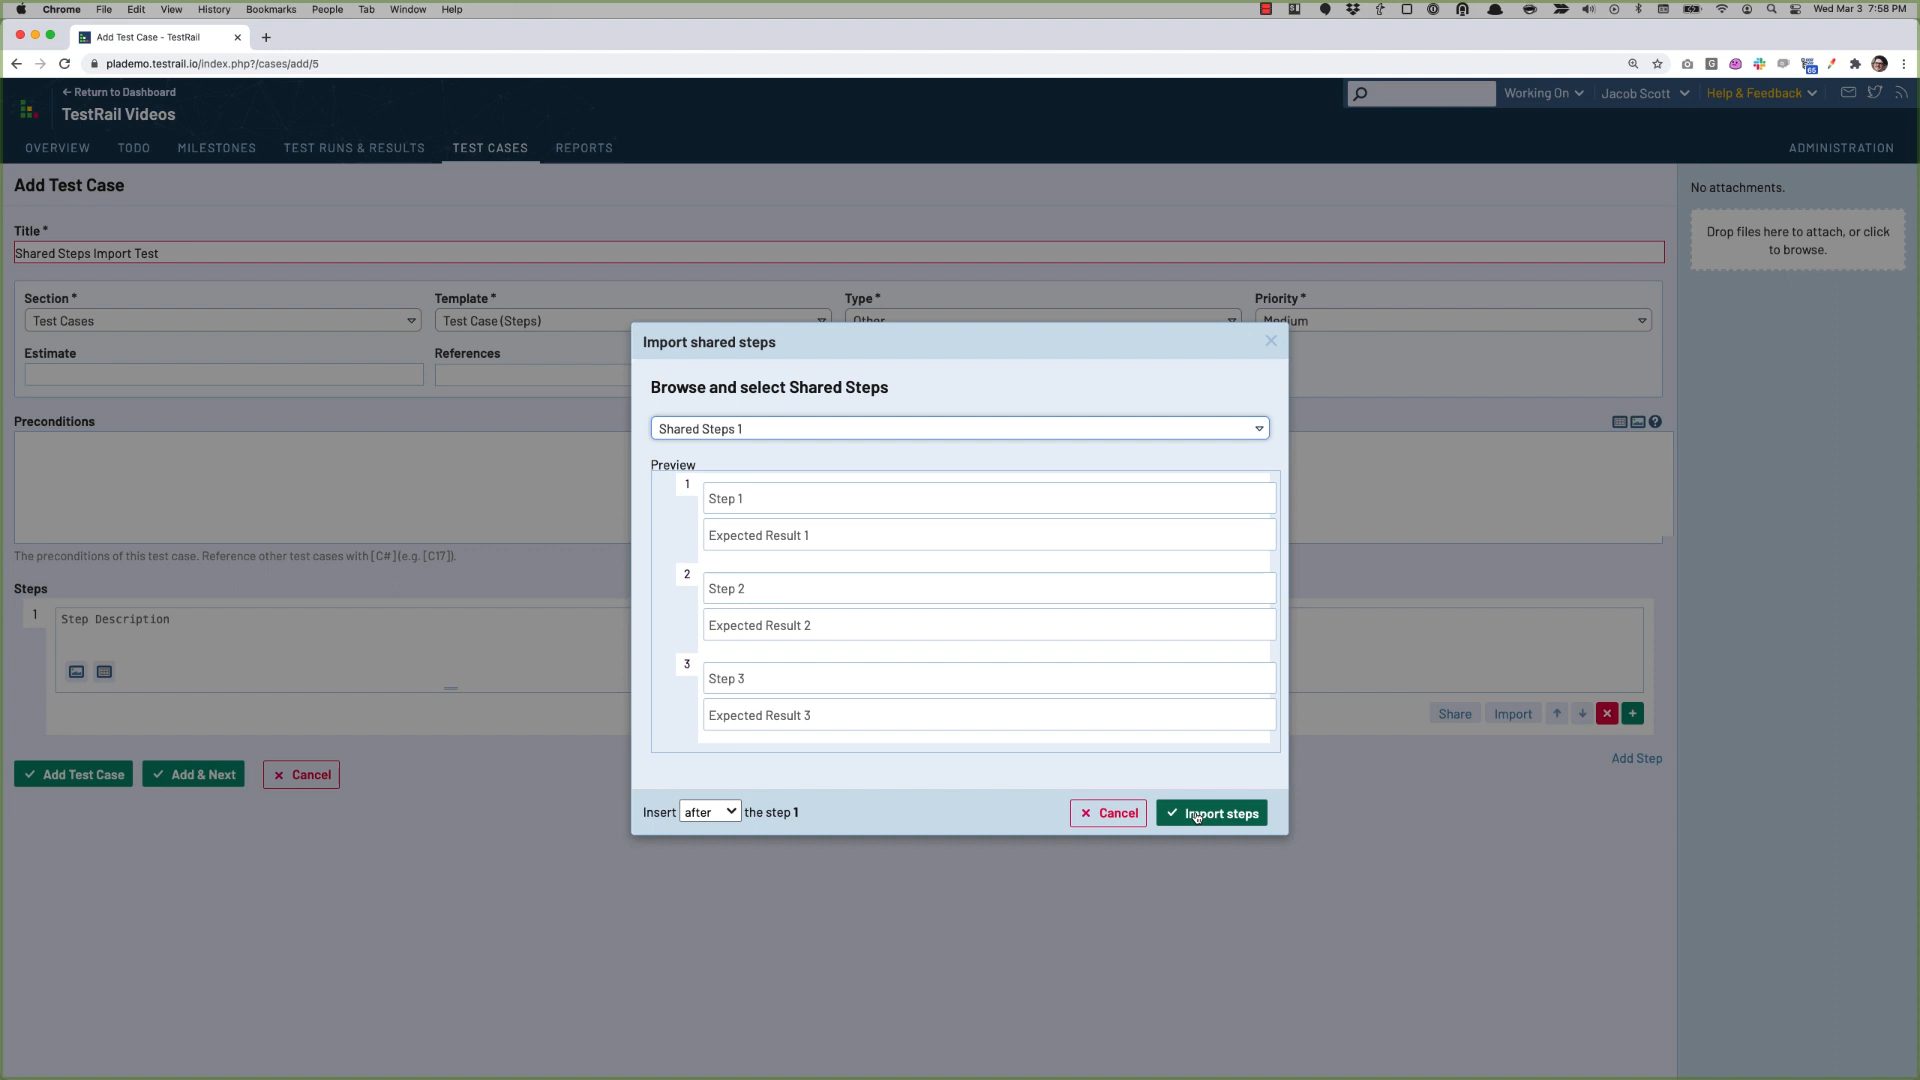 Chrome File Edit View History Bookmarks People Tab Window Help
Wed Mar 3 7:58 PM
Add Test Case - TestRail
plademo.testrail.io/index.php?/cases/add/5
65
Return to Dashboard
TestRail Videos
Working On
Jacob Scott
Help & Feedback
OVERVIEW TODO MILESTONES TEST RUNS & RESULTS TEST CASES REPORTS ADMINISTRATION
Add Test Case
No attachments.
Drop files here to attach, or click
to browse.
Title *
Shared Steps Import Test
Section * Template * Type * Priority *
Test Cases Test Case (Steps) Other Medium
Estimate References
Preconditions
The preconditions of this test case. Reference other test cases with [C#] (e.g. [C17]).
Steps
1 Step Description
Share Import
Add Step
Add Test Case Add & Next Cancel
Import shared steps
Browse and select Shared Steps
Shared Steps 1
Preview
1 Step 1
Expected Result 1
2 Step 2
Expected Result 2
3 Step 3
Expected Result 3
Insert after the step 1
Cancel Import steps